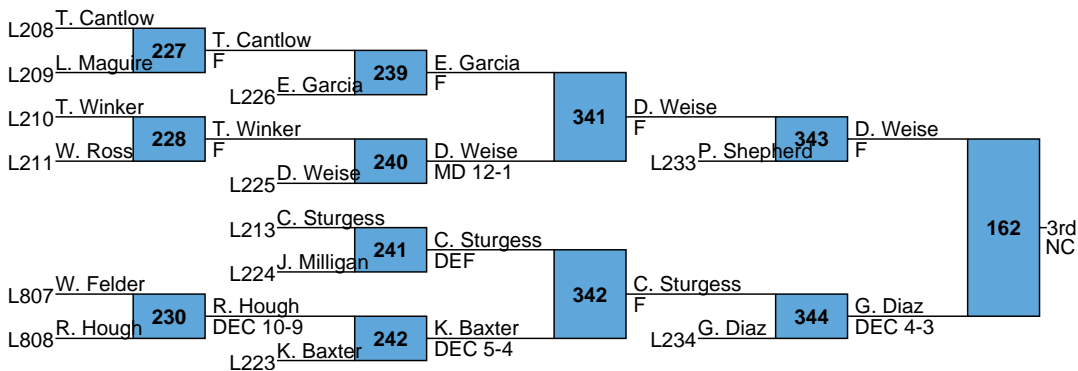 L208 T. Cantlow
227
T. Cantlow
F
L209 L. Maguire
239
E. Garcia
F
L226 E. Garcia
L210 T. Winker
228
T. Winker
F
L211 W. Ross
240
D. Weise
MD 12-1
L225 D. Weise
341
D. Weise
F
L233 P. Shepherd
343
D. Weise
F
L213 C. Sturgess
241
C. Sturgess
DEF
L224 J. Milligan
L807 W. Felder
230
R. Hough
DEC 10-9
L808 R. Hough
242
K. Baxter
DEC 5-4
L223 K. Baxter
342
C. Sturgess
F
L234 G. Diaz
344
G. Diaz
DEC 4-3
162
3rd
NC